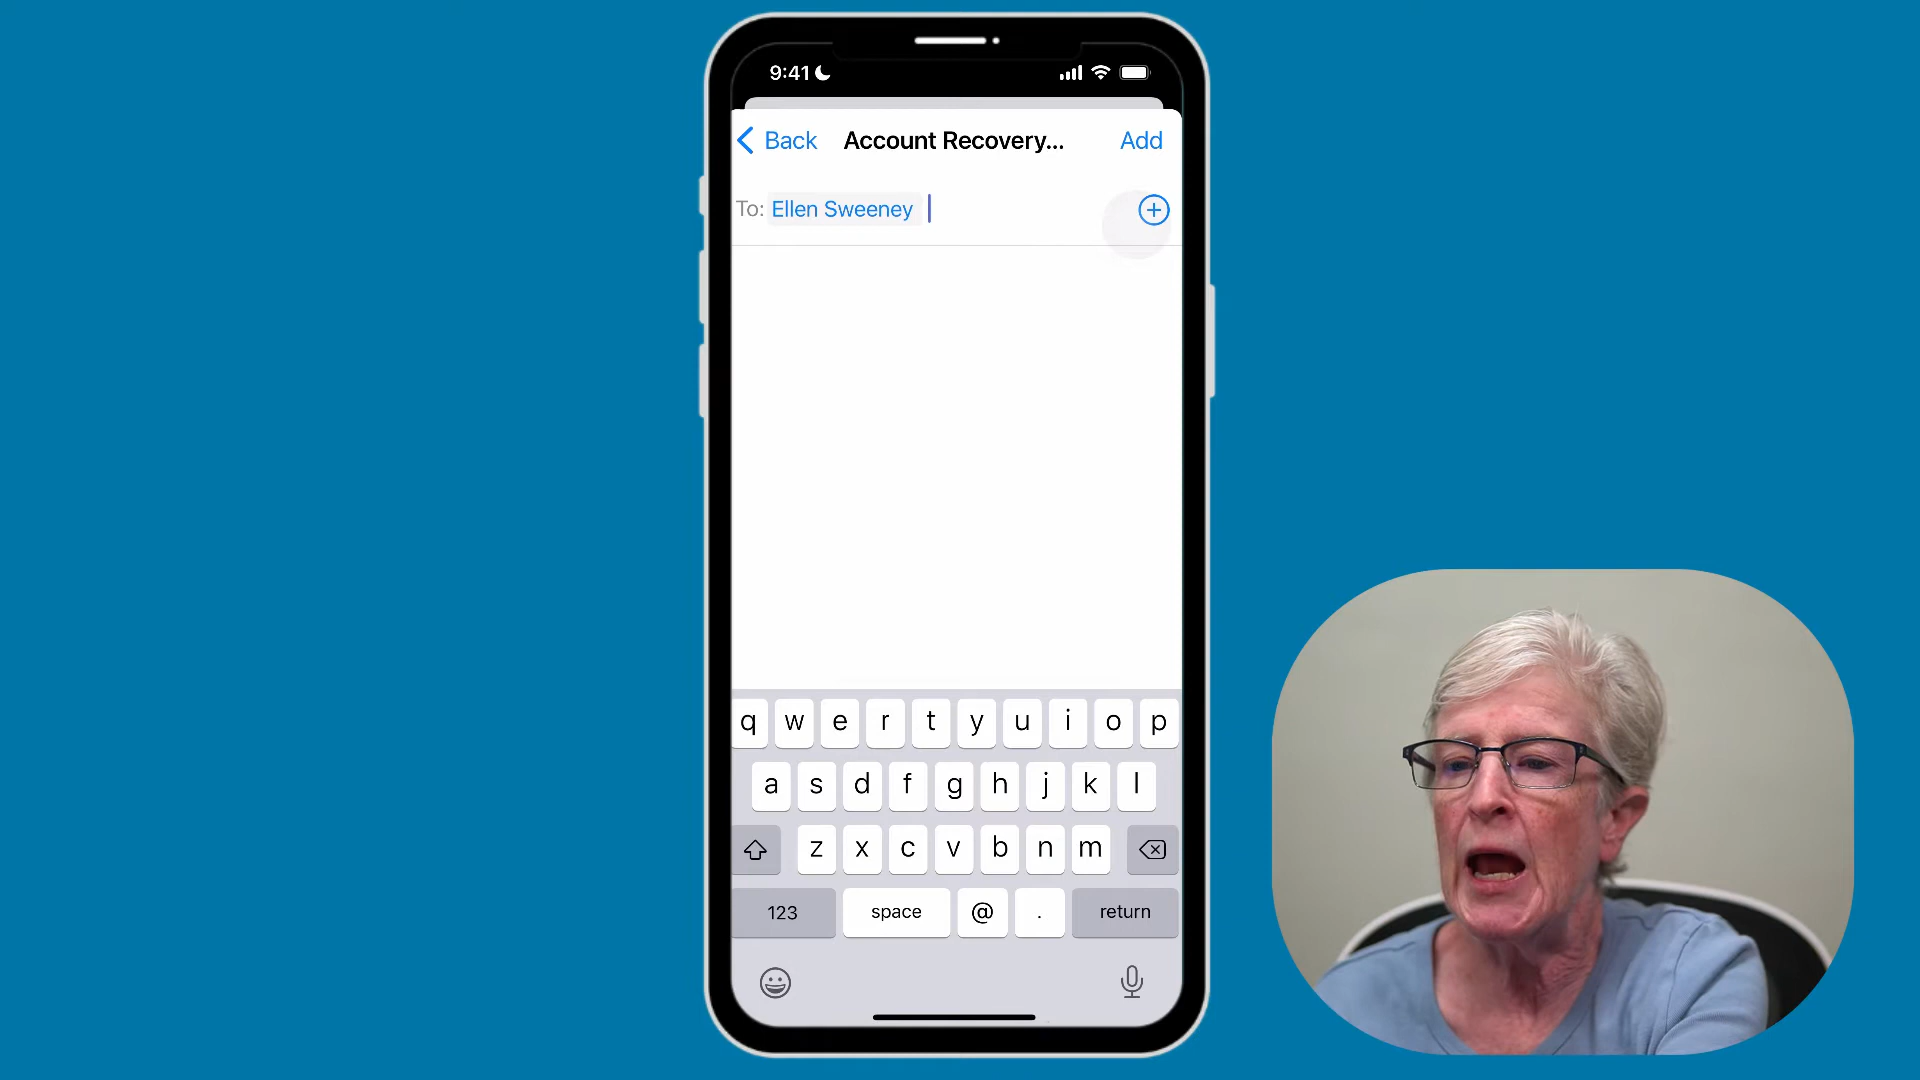 9:41
Back Account Recovery... Add
To: Ellen Sweeney
q w e r t y u i o p
a s d f g h j k l
z x c v b n m
123 space @ . return